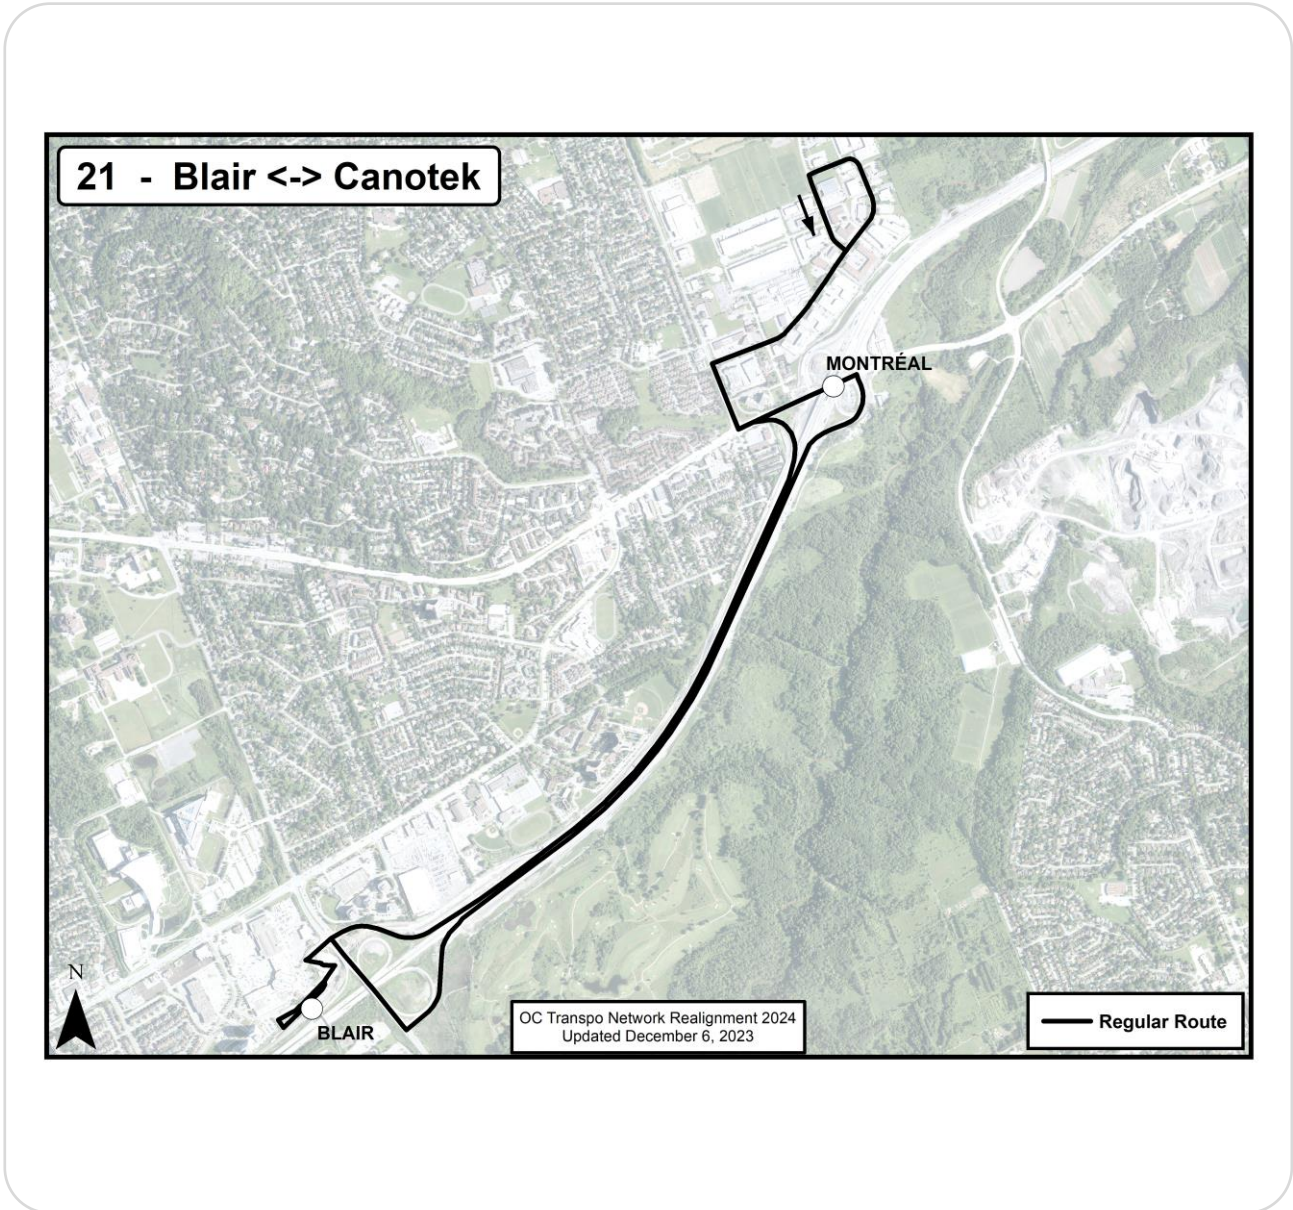 21 - Blair <-> Canotek
MONTRÉAL
N
BLAIR
OC Transpo Network Realignment 2024
Updated December 6, 2023
Regular Route